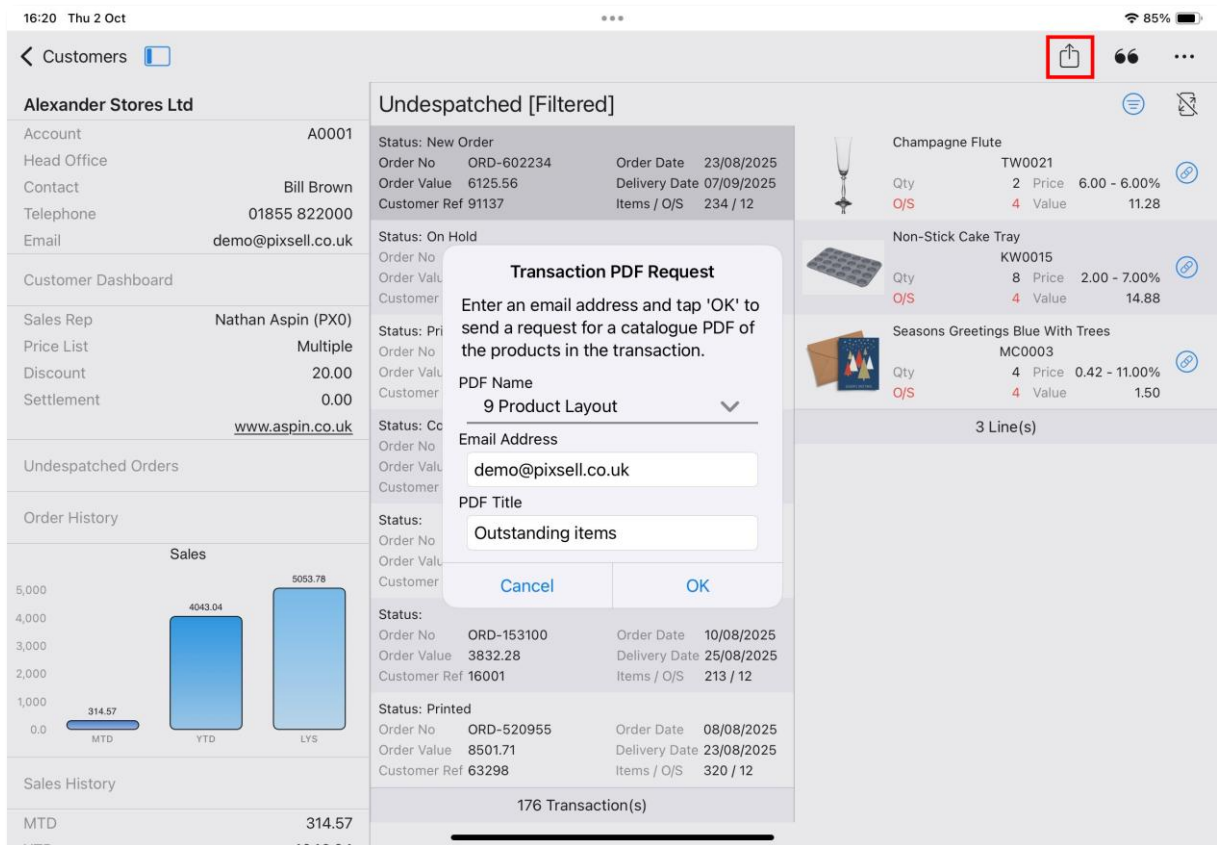 16:20 Thu 2 Oct
85%
Customers
Alexander Stores Ltd
Account A0001
Head Office
Contact Bill Brown
Telephone 01855 822000
Email demo@pixsell.co.uk
Customer Dashboard
Sales Rep Nathan Aspin (PX0)
Price List Multiple
Discount 20.00
Settlement 0.00
www.aspin.co.uk
Undespatched Orders
Order History
Sales
5,000
4,000
3,000
2,000
1,000
0.0
314.57
4043.04
5053.78
MTD YTD LYS
Sales History
MTD 314.57
Undespatched [Filtered]
Status: New Order
Order No ORD-602234 Order Date 23/08/2025
Order Value 6125.56 Delivery Date 07/09/2025
Customer Ref 91137 Items / O/S 234 / 12
Status: On Hold
Order No
Order Valu
Customer
Status: Pri
Order No
Order Valu
Customer
Status: Co
Order No
Order Valu
Customer
Status:
Order No
Order Valu
Customer
Status:
Order No ORD-153100 Order Date 10/08/2025
Order Value 3832.28 Delivery Date 25/08/2025
Customer Ref 16001 Items / O/S 213 / 12
Status: Printed
Order No ORD-520955 Order Date 08/08/2025
Order Value 8501.71 Delivery Date 23/08/2025
Customer Ref 63298 Items / O/S 320 / 12
176 Transaction(s)
Transaction PDF Request
Enter an email address and tap 'OK' to
send a request for a catalogue PDF of
the products in the transaction.
PDF Name
9 Product Layout
Email Address
demo@pixsell.co.uk
PDF Title
Outstanding items
Cancel OK
Champagne Flute
TW0021
Qty 2 Price 6.00 - 6.00%
O/S 4 Value 11.28
Non-Stick Cake Tray
KW0015
Qty 8 Price 2.00 - 7.00%
O/S 4 Value 14.88
Seasons Greetings Blue With Trees
MC0003
Qty 4 Price 0.42 - 11.00%
O/S 4 Value 1.50
3 Line(s)